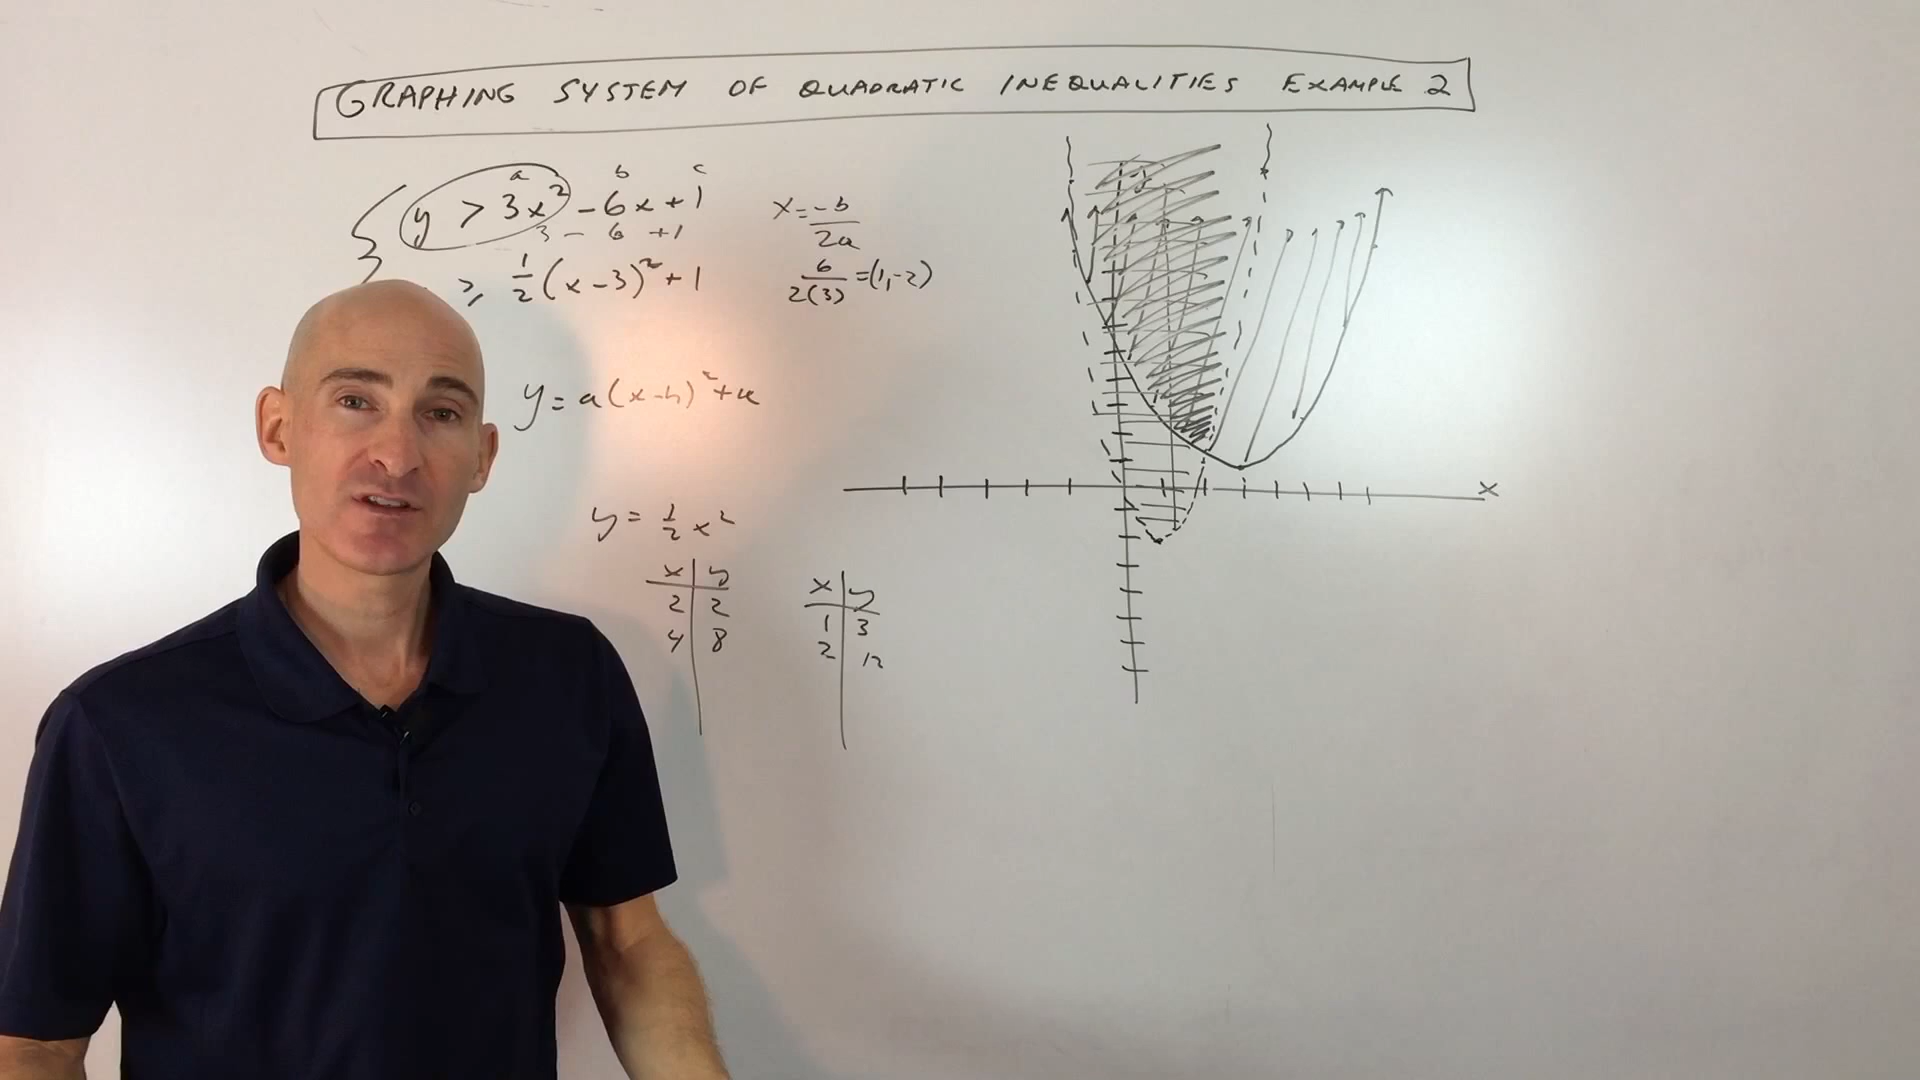 GRAPHING SYSTEM OF QUADRATIC INEQUALITIES EXAMPLE 2
a b c
y > 3x² - 6x + 1
3 - 6 + 1
≥ 1/2 (x - 3)² + 1
x = -b/2a
6/2(3) = (1, -2)
y = a(x-h)² + k
y = 1/2 x²
x y
2 2
4 8
x y
1 3
2 12
x